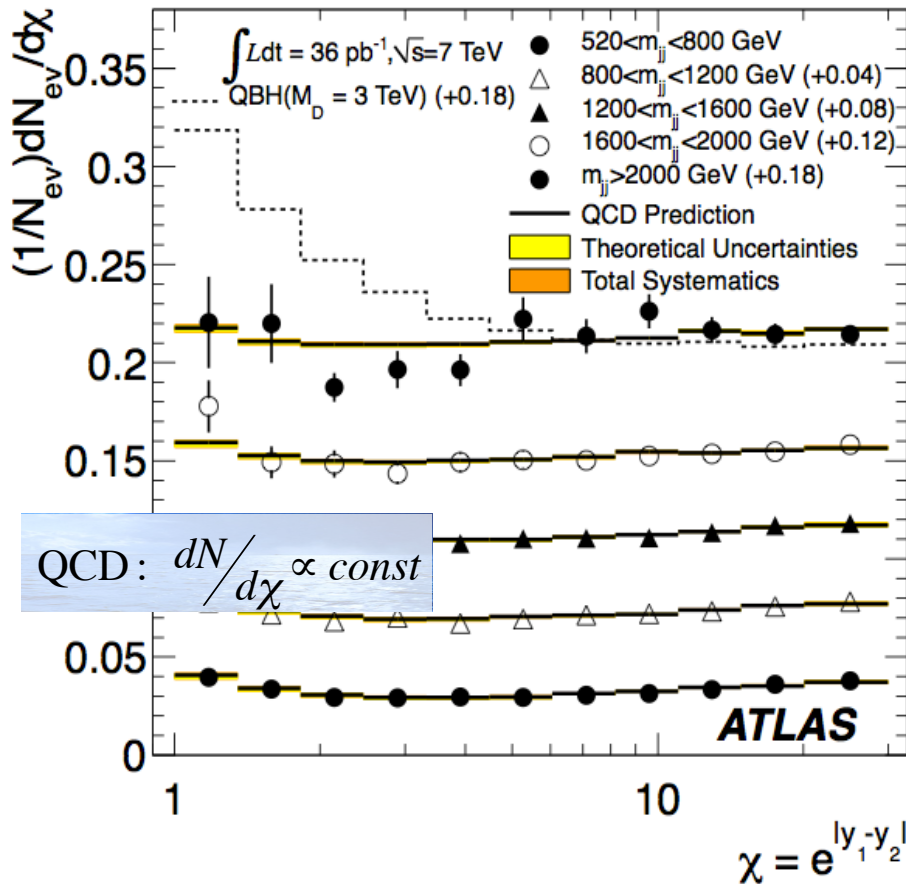 (1/N_ev)dN_ev/dχ
0.35
0.3
0.25
0.2
0.15
0.05
0
∫Ldt = 36 pb⁻¹,√s=7 TeV
QBH(M_D = 3 TeV) (+0.18)
520<m_jj<800 GeV
800<m_jj<1200 GeV (+0.04)
1200<m_jj<1600 GeV (+0.08)
1600<m_jj<2000 GeV (+0.12)
m_jj>2000 GeV (+0.18)
QCD Prediction
Theoretical Uncertainties
Total Systematics
QCD : dN/dχ ∝ const
ATLAS
1 10
χ = e^|y₁-y₂|